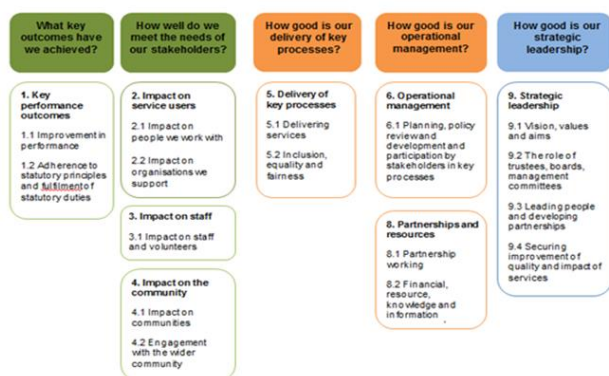 What key
outcomes have
we achieved?
How well do we
meet the needs of
our stakeholders?
How good is our
delivery of key
processes?
How good is our
operational
management?
How good is our
strategic
leadership?
1. Key
performance
outcomes
1.1 Improvement in
performance
1.2 Adherence to
statutory principles
and fulfilment of
statutory duties
2. Impact on
service users
2.1 Impact on
people we work with
2.2 Impact on
organisations we
support
3. Impact on staff
3.1 Impact on staff
and volunteers
4. Impact on the
community
4.1 Impact on
communities
4.2 Engagement
with the wider
community
5. Delivery of
key processes
5.1 Delivering
services
5.2 Inclusion,
equality and
fairness
6. Operational
management
6.1 Planning, policy
review and
development and
participation by
stakeholders in key
processes
8. Partnerships and
resources
8.1 Partnership
working
8.2 Financial,
resource,
knowledge and
information
9. Strategic
leadership
9.1 Vision, values
and aims
9.2 The role of
trustees, boards,
management
committees
9.3 Leading people
and developing
partnerships
9.4 Securing
improvement of
quality and impact of
services